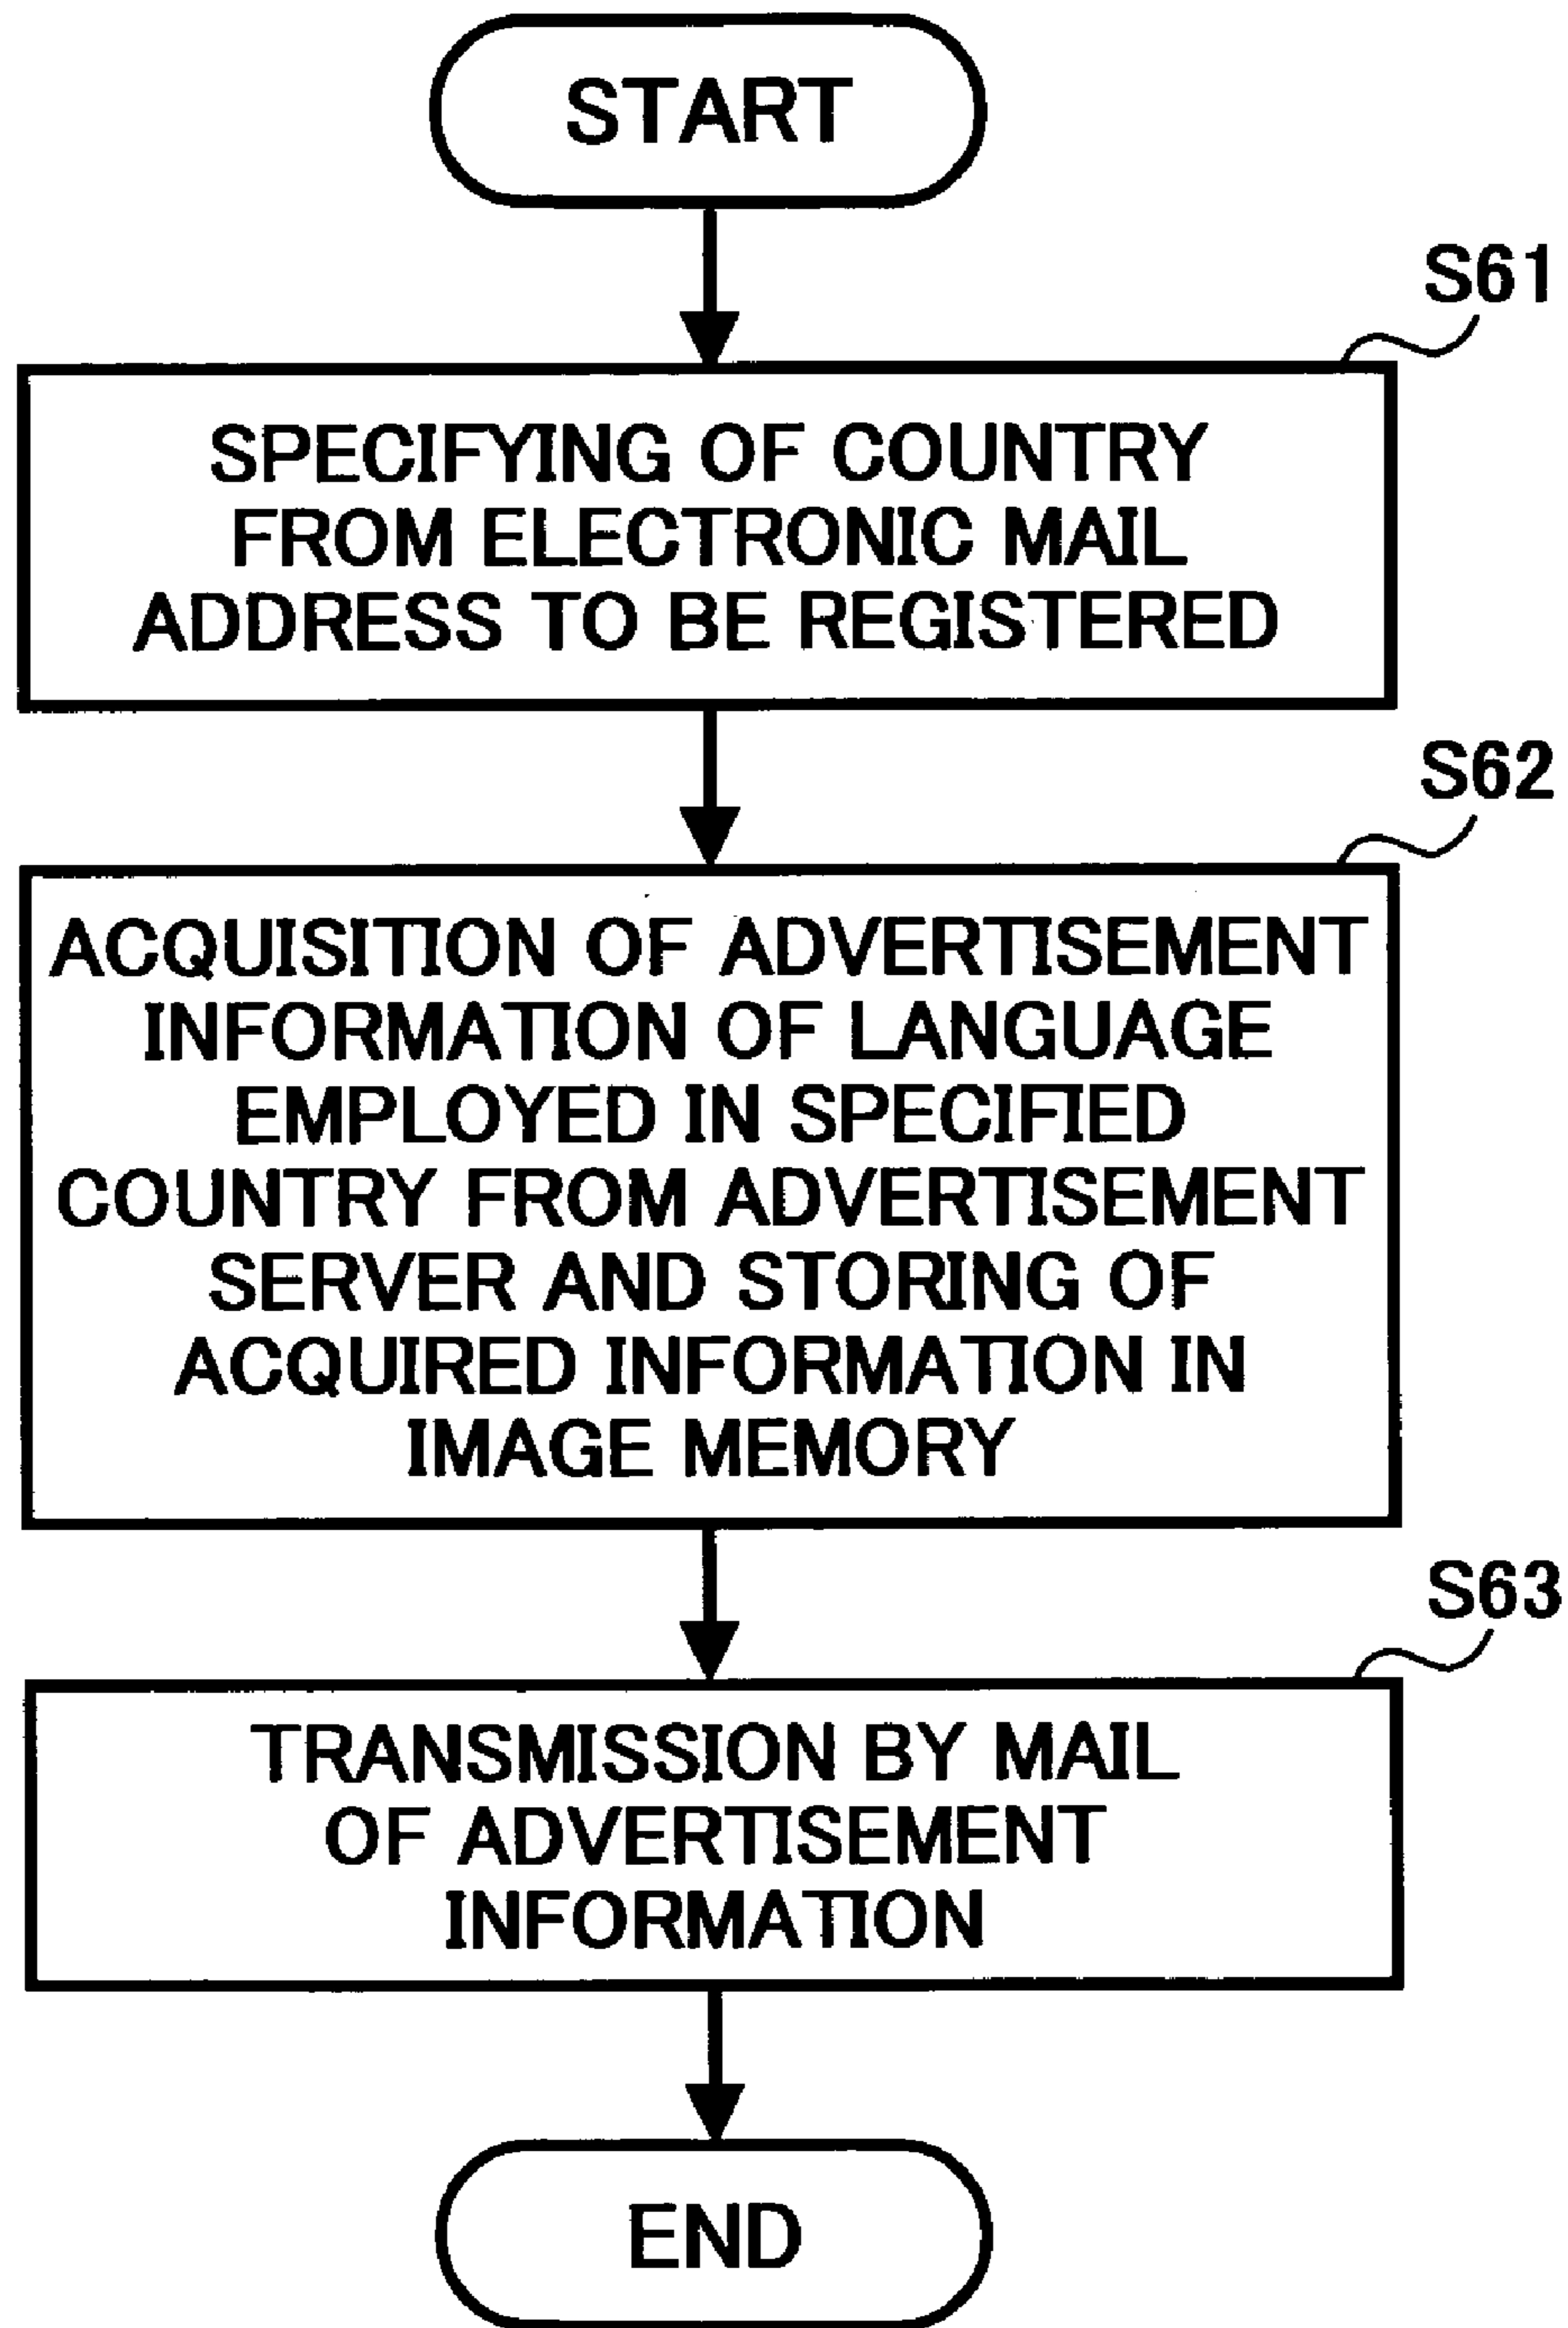 START
S61
SPECIFYING OF COUNTRY
FROM ELECTRONIC MAIL
ADDRESS TO BE REGISTERED
S62
ACQUISITION OF ADVERTISEMENT
INFORMATION OF LANGUAGE
EMPLOYED IN SPECIFIED
COUNTRY FROM ADVERTISEMENT
SERVER AND STORING OF
ACQUIRED INFORMATION IN
IMAGE MEMORY
S63
TRANSMISSION BY MAIL
OF ADVERTISEMENT
INFORMATION
END